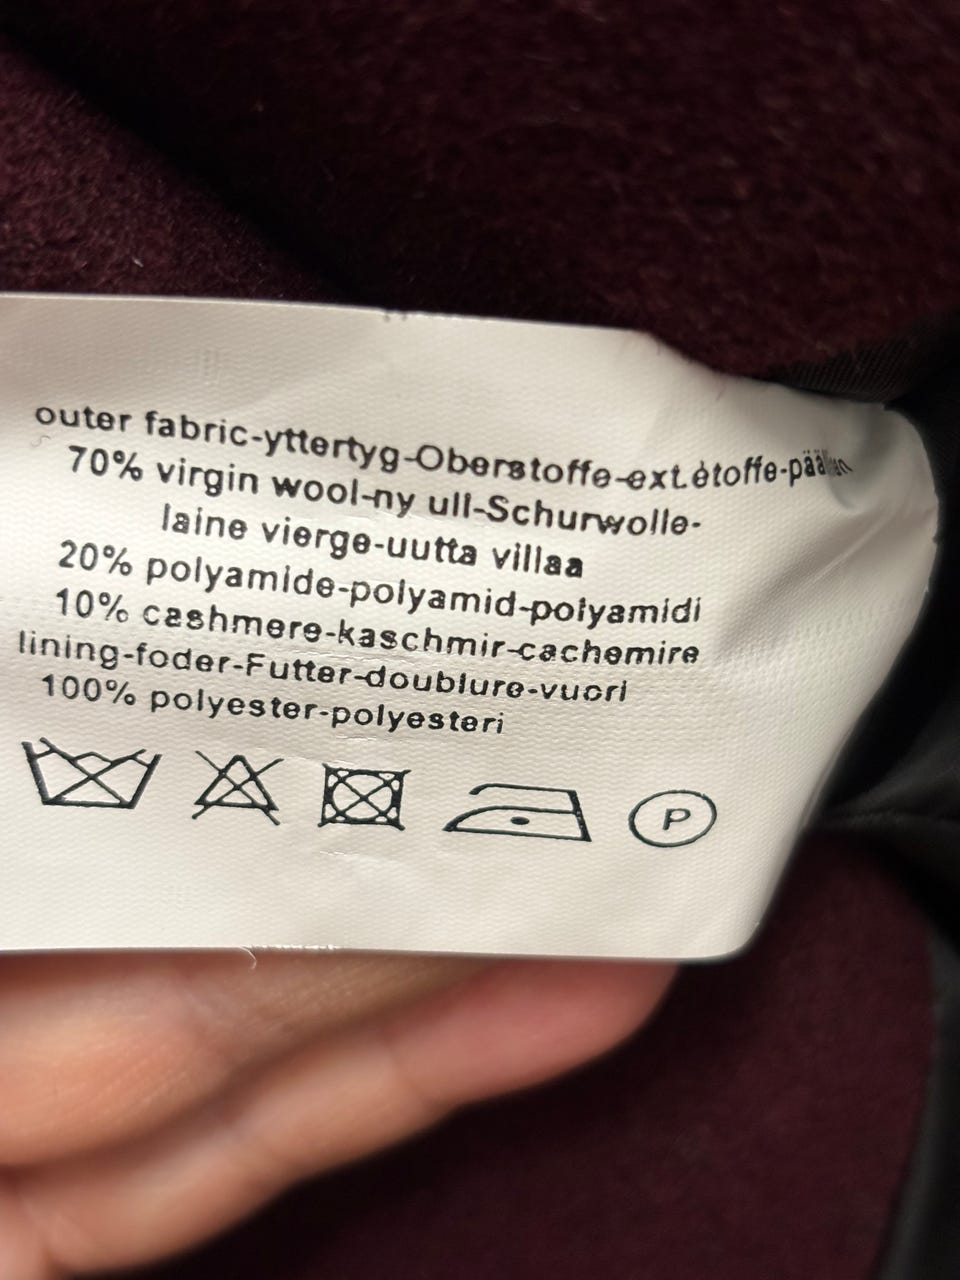 outer fabric-yttertyg-Oberstoffe-ext.étoffe-
70% virgin wool-ny ull-Schurwolle-
laine vierge-uutta villaa
20% polyamide-polyamid-polyamidi
10% cashmere-kaschmir-cachemire
lining-foder-Futter-doublure-vuori
100% polyester-polyesteri
P